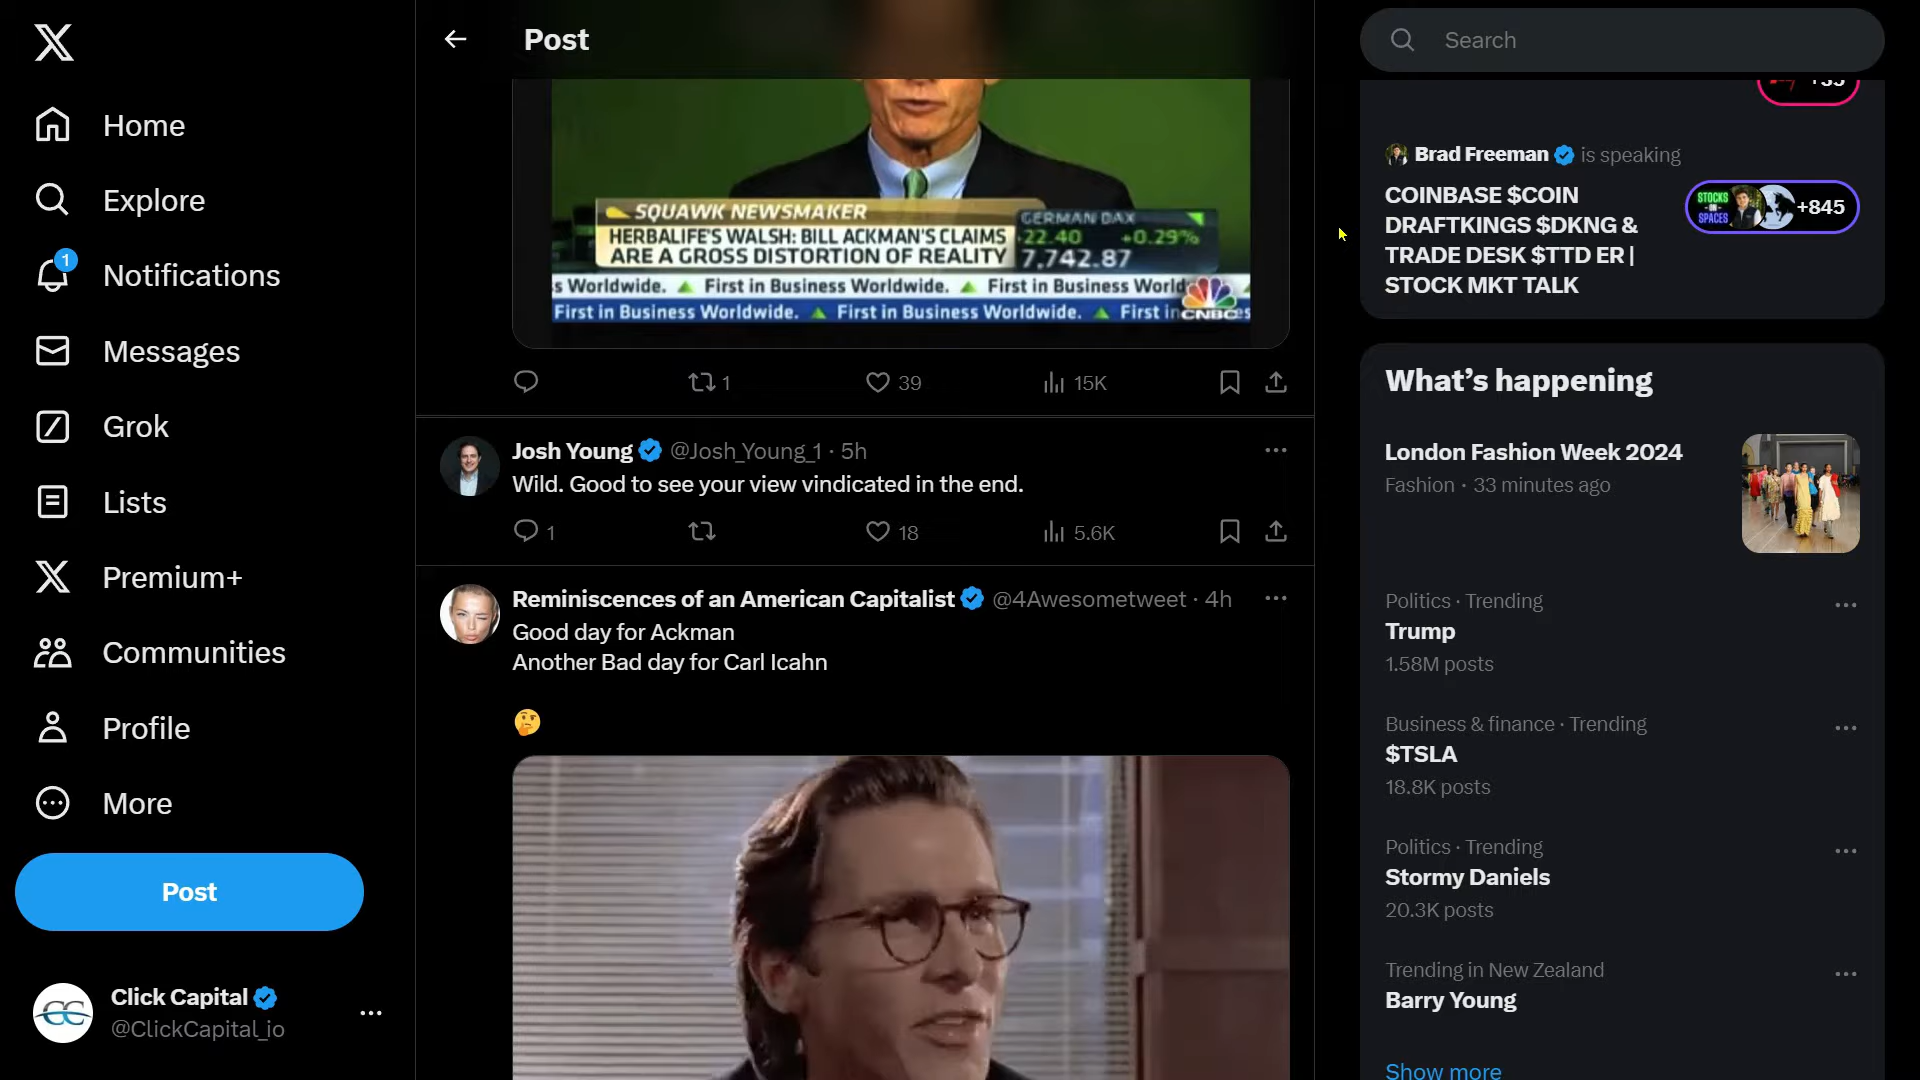 Home
Explore
1
Notifications
Messages
Grok
Lists
Premium+
Communities
Profile
More
Post
Click Capital
@ClickCapital_io
Post
SQUAWK NEWSMAKER
HERBALIFE'S WALSH: BILL ACKMAN'S CLAIMS
ARE A GROSS DISTORTION OF REALITY
GERMAN DAX
22.40 +0.29%
7,742.87
s Worldwide. First in Business Worldwide. First in Business World
First in Business Worldwide. First in Business Worldwide. First in
CNBC
1 39 15K
Josh Young @Josh_Young_1 · 5h
Wild. Good to see your view vindicated in the end.
1 18 5.6K
Reminiscences of an American Capitalist @4Awesometweet · 4h
Good day for Ackman
Another Bad day for Carl Icahn
🤔
Search
Brad Freeman is speaking
COINBASE $COIN
DRAFTKINGS $DKNG &
TRADE DESK $TTD ER |
STOCK MKT TALK
STOCKS
ON
SPACES
+845
What's happening
London Fashion Week 2024
Fashion · 33 minutes ago
Politics · Trending
Trump
1.58M posts
Business & finance · Trending
$TSLA
18.8K posts
Politics · Trending
Stormy Daniels
20.3K posts
Trending in New Zealand
Barry Young
Show more